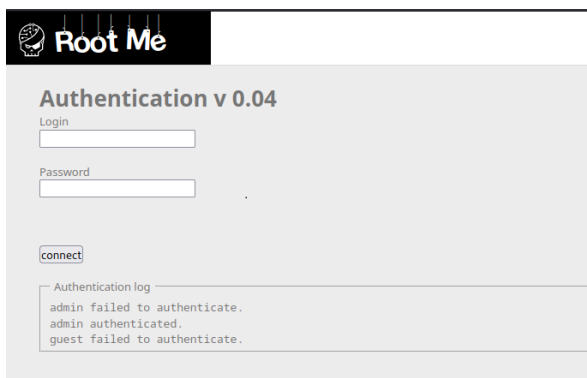 Root Me
Authentication v 0.04
Login
Password
connect
Authentication log
admin failed to authenticate.
admin authenticated.
guest failed to authenticate.